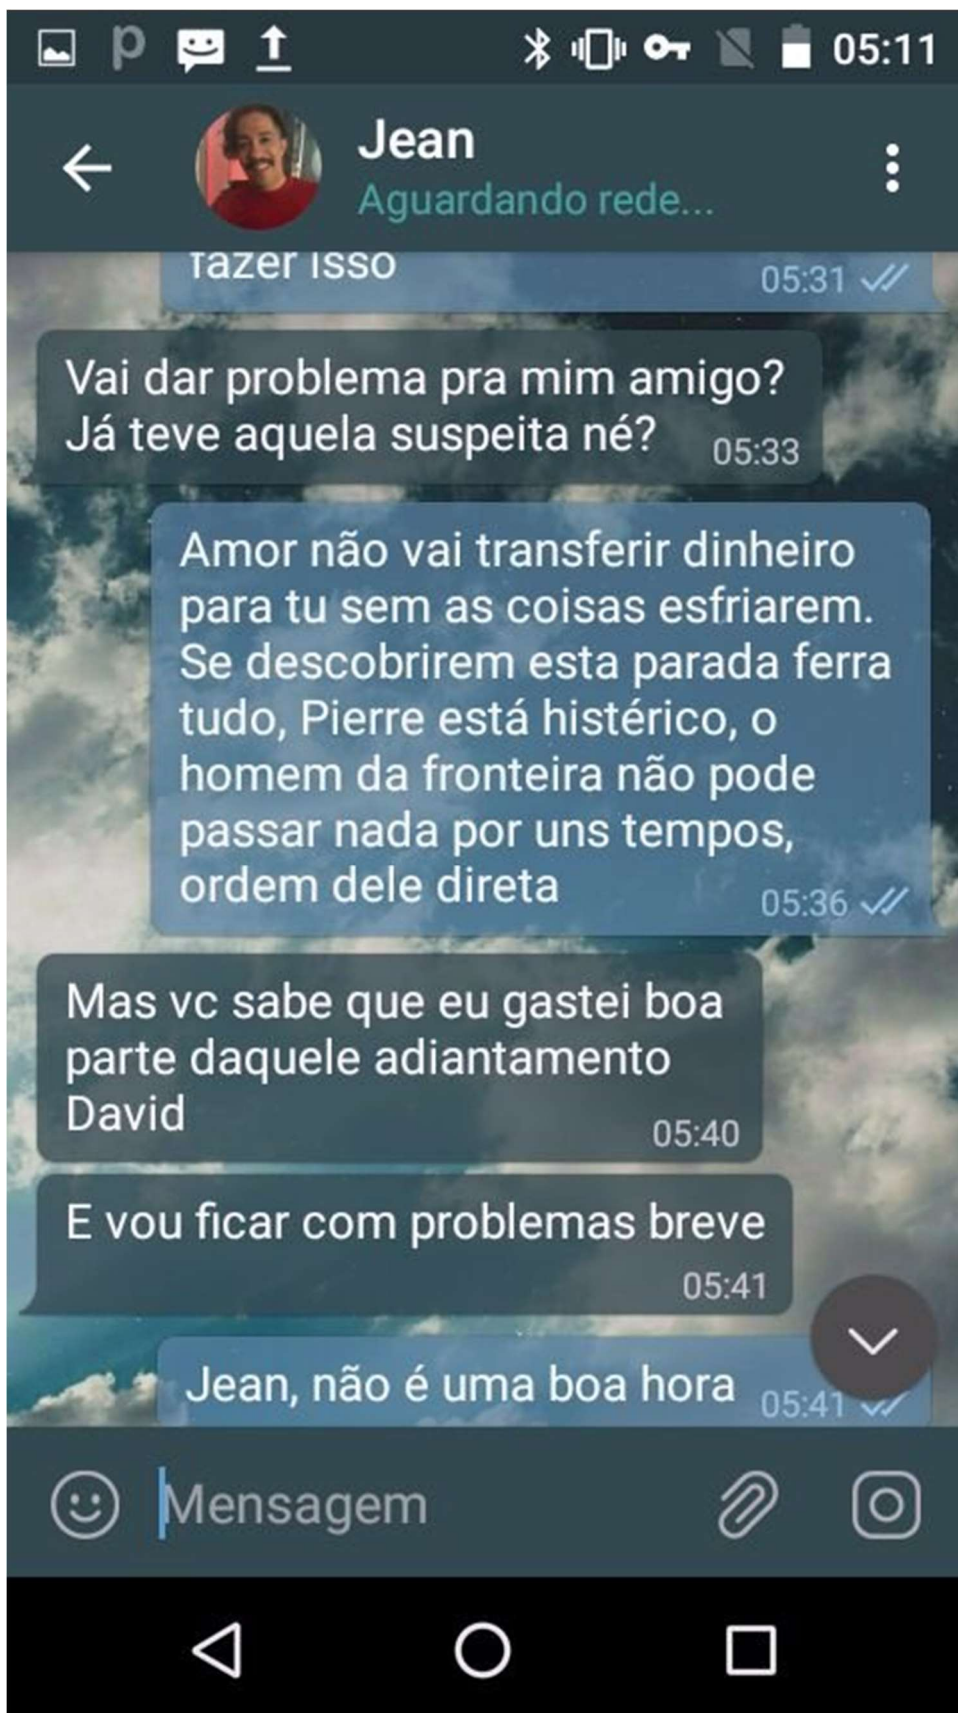 05:11
Jean
Aguardando rede...
fazer isso
05:31
Vai dar problema pra mim amigo?
Já teve aquela suspeita né?
05:33
Amor não vai transferir dinheiro
para tu sem as coisas esfriarem.
Se descobrirem esta parada ferra
tudo, Pierre está histérico, o
homem da fronteira não pode
passar nada por uns tempos,
ordem dele direta
05:36
Mas vc sabe que eu gastei boa
parte daquele adiantamento
David
05:40
E vou ficar com problemas breve
05:41
Jean, não é uma boa hora
05:41
Mensagem